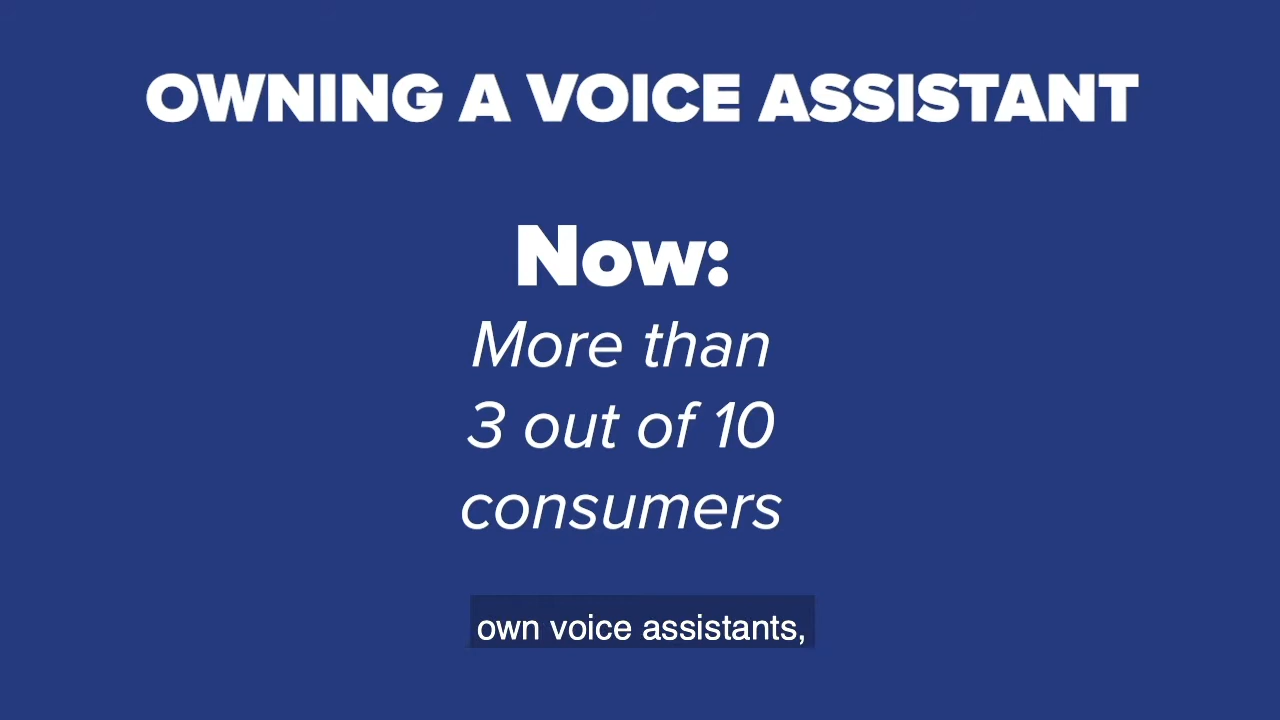 OWNING A VOICE ASSISTANT
Now:
More than
3 out of 10
consumers
own voice assistants,